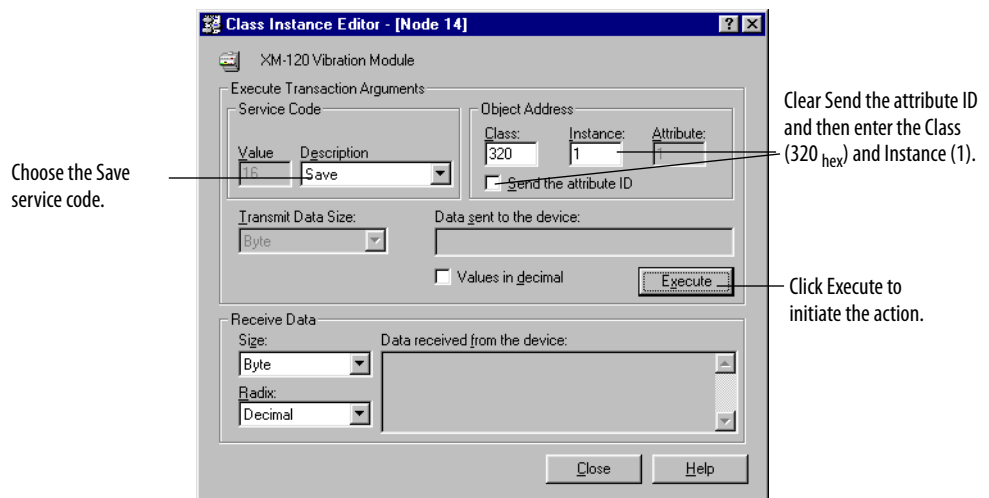 Class Instance Editor - [Node 14]
XM-120 Vibration Module
Execute Transaction Arguments
Service Code
Value
Description
16
Save
Object Address
Class:
Instance:
Attribute:
320
1
1
Send the attribute ID
Transmit Data Size:
Data sent to the device:
Byte
Values in decimal
Execute
Receive Data
Size:
Data received from the device:
Byte
Radix:
Decimal
Close
Help
Choose the Save
service code.
Clear Send the attribute ID
and then enter the Class
(320 hex) and Instance (1).
Click Execute to
initiate the action.